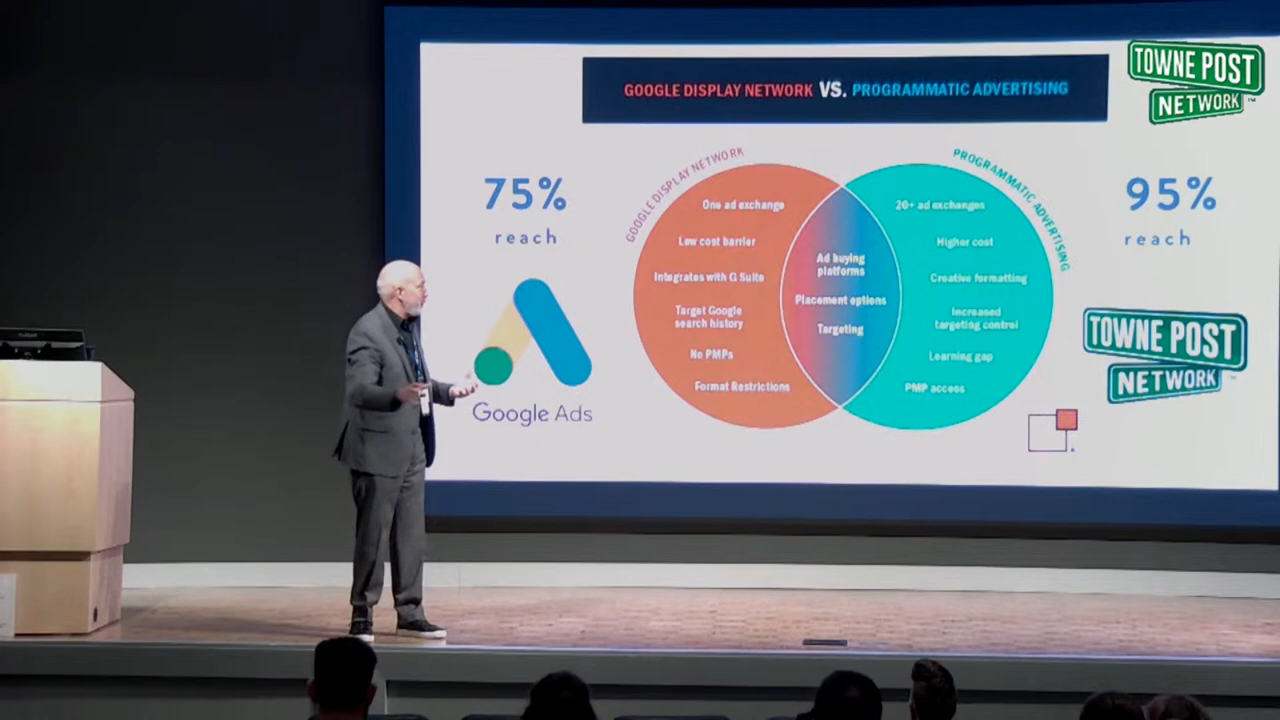 GOOGLE DISPLAY NETWORK VS. PROGRAMMATIC ADVERTISING
TOWNE POST
NETWORK™
75%
reach
GOOGLE DISPLAY NETWORK
One ad exchange
Low cost barrier
Integrates with G Suite
Target Google
search history
No PMPs
Format Restrictions
Ad buying
platforms
Placement options
Targeting
PROGRAMMATIC ADVERTISING
20+ ad exchanges
Higher cost
Creative formatting
Increased
targeting control
Learning gap
PMP access
95%
reach
Google Ads
TOWNE POST
NETWORK